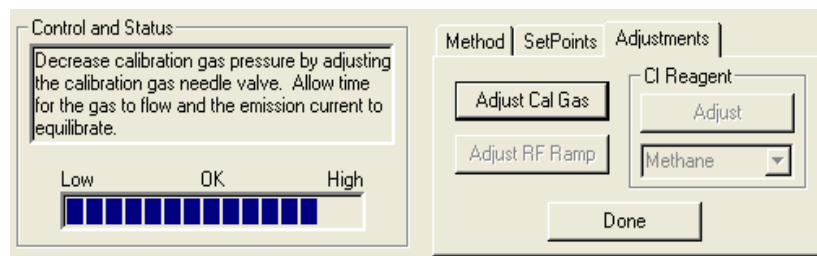 Control and Status
Decrease calibration gas pressure by adjusting
the calibration gas needle valve. Allow time
for the gas to flow and the emission current to
equilibrate.
Low OK High
Method SetPoints Adjustments
Adjust Cal Gas
Adjust RF Ramp
CI Reagent
Adjust
Methane
Done